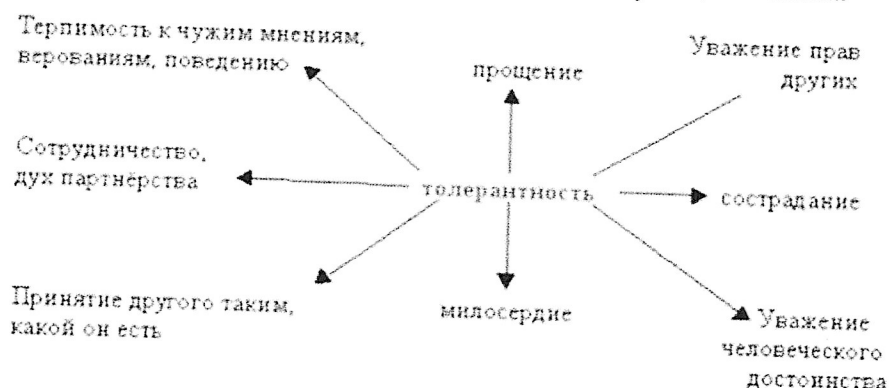 Терпимость к чужим мнениям,
верованиям, поведению
прощение
Уважение прав
других
Сотрудничество,
дух партнёрства
толерантность
сострадание
Принятие другого таким,
какой он есть
милосердие
Уважение
человеческого
достоинства